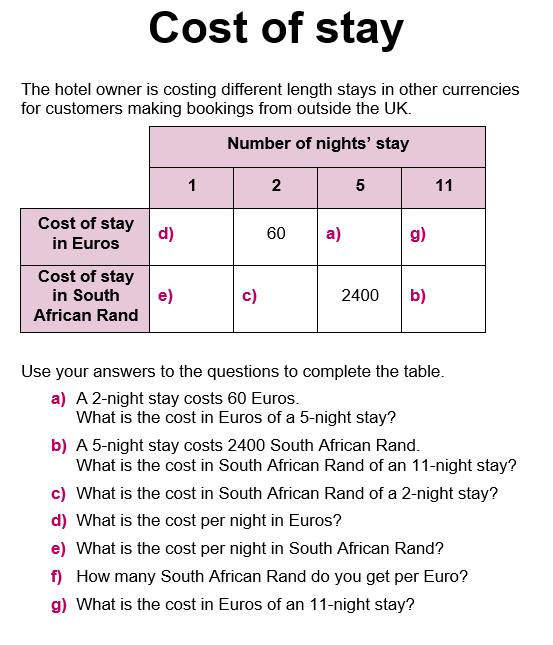 Cost of stay
The hotel owner is costing different length stays in other currencies
for customers making bookings from outside the UK.
Number of nights’ stay
1 2 5 11
Cost of stay
in Euros
d) 60 a) g)
Cost of stay
in South
African Rand
e) c) 2400 b)
Use your answers to the questions to complete the table.
a) A 2-night stay costs 60 Euros.
What is the cost in Euros of a 5-night stay?
b) A 5-night stay costs 2400 South African Rand.
What is the cost in South African Rand of an 11-night stay?
c) What is the cost in South African Rand of a 2-night stay?
d) What is the cost per night in Euros?
e) What is the cost per night in South African Rand?
f) How many South African Rand do you get per Euro?
g) What is the cost in Euros of an 11-night stay?